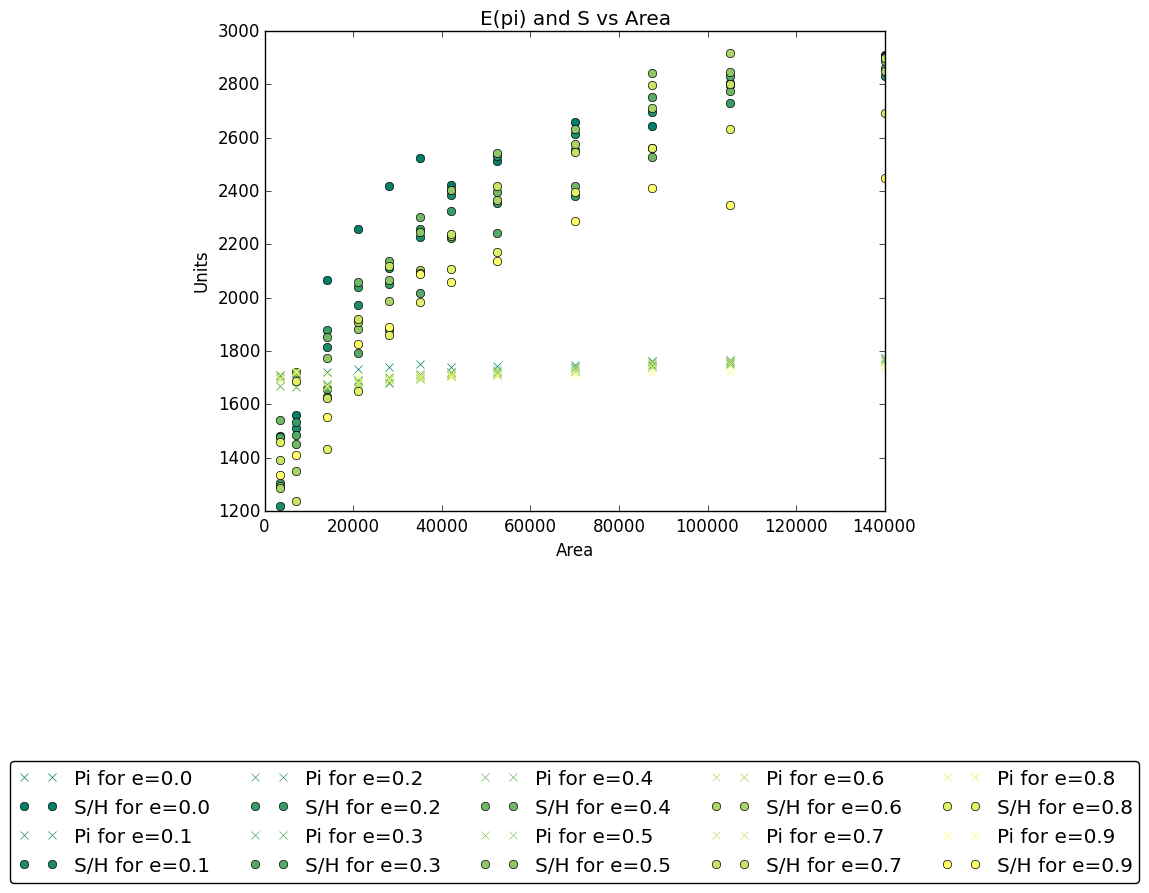 E(pi) and S vs Area
3000
2800
2600
2400
2200
2000
1800
1600
1400
1200
Units
0 20000 40000 60000 80000 100000 120000 140000
Area
Pi for e=0.0 Pi for e=0.2 Pi for e=0.4 Pi for e=0.6 Pi for e=0.8
S/H for e=0.0 S/H for e=0.2 S/H for e=0.4 S/H for e=0.6 S/H for e=0.8
Pi for e=0.1 Pi for e=0.3 Pi for e=0.5 Pi for e=0.7 Pi for e=0.9
S/H for e=0.1 S/H for e=0.3 S/H for e=0.5 S/H for e=0.7 S/H for e=0.9